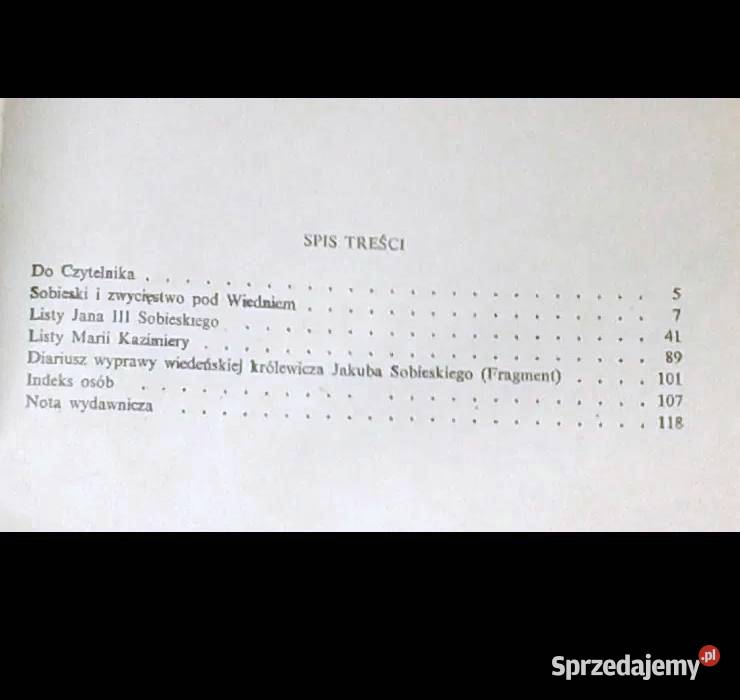 SPIS TREŚCI
Do Czytelnika . . . . . . . . . . . . . . . . . . . . . . . . . 5
Sobieski i zwycięstwo pod Wiedniem . . . . . . . . . . . . . . . . . 7
Listy Jana III Sobieskiego . . . . . . . . . . . . . . . . . . . . . 41
Listy Marii Kazimiery . . . . . . . . . . . . . . . . . . . . . . . 89
Diariusz wyprawy wiedeńskiej królewicza Jakuba Sobieskiego (Fragment) . . . . 101
Indeks osób . . . . . . . . . . . . . . . . . . . . . . . . 107
Nota wydawnicza . . . . . . . . . . . . . . . . . . . . . . . 118
Sprzedajemy.pl